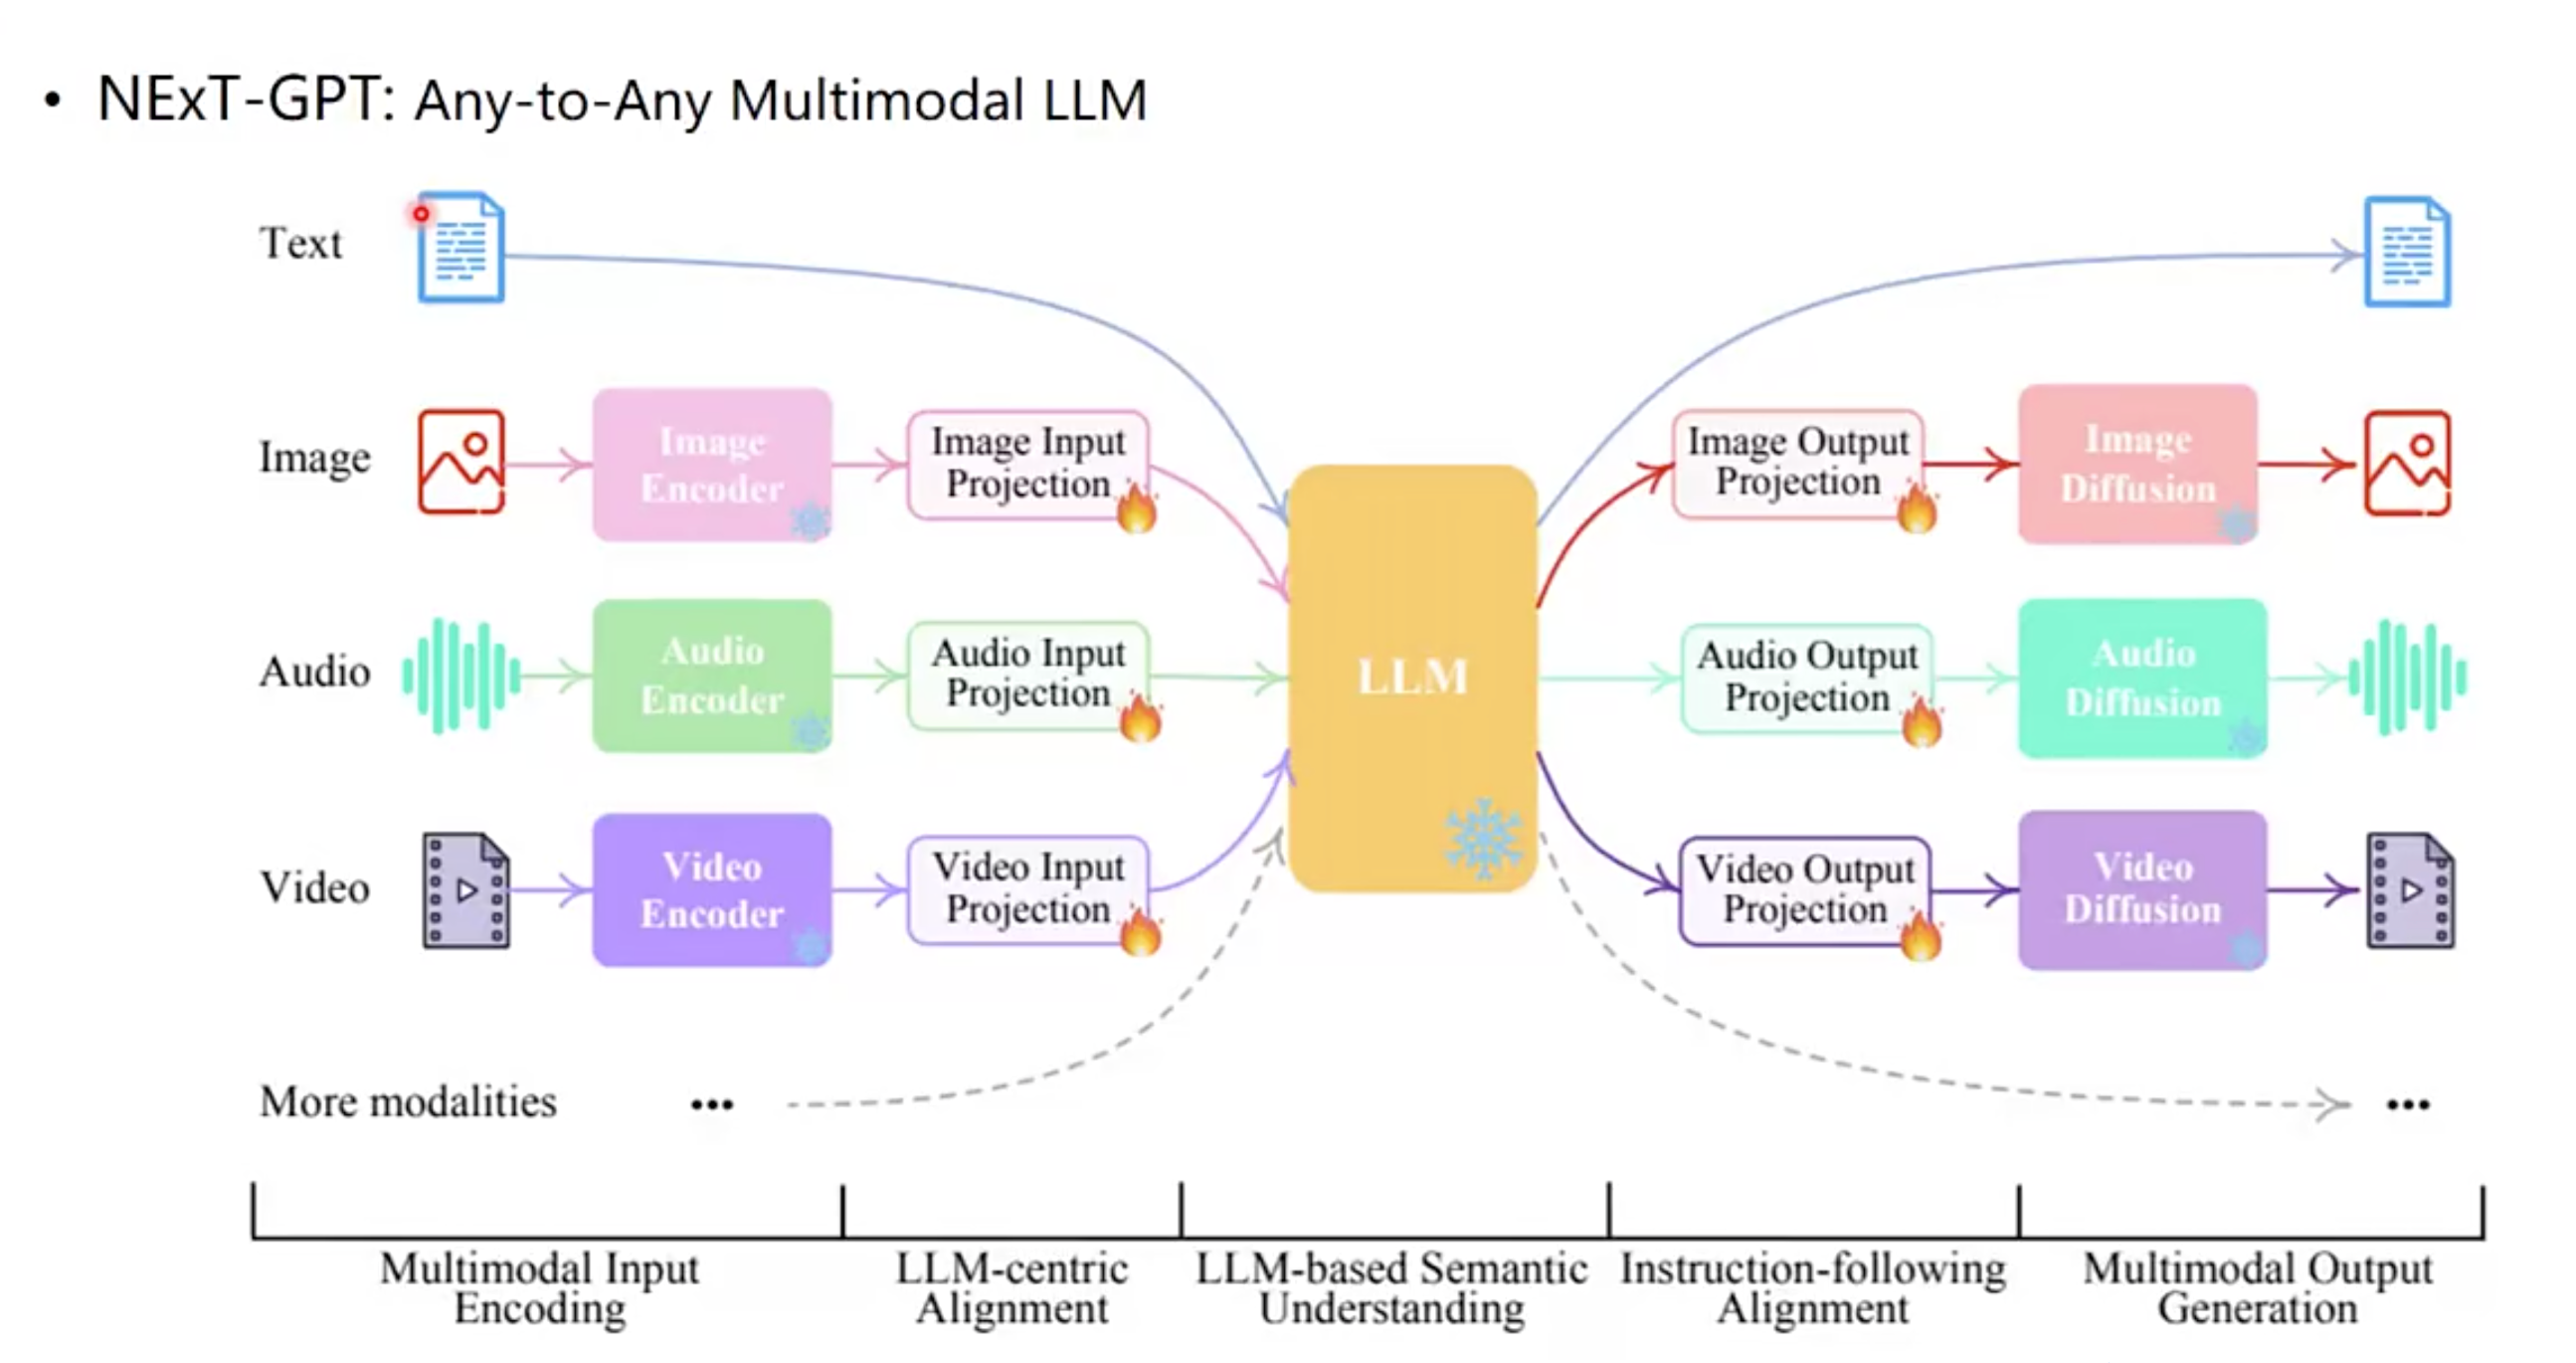 • NExT-GPT: Any-to-Any Multimodal LLM
Text
Image
Image
Encoder
Image Input
Projection
Image Output
Projection
Image
Diffusion
Audio
Audio
Encoder
Audio Input
Projection
LLM
Audio Output
Projection
Audio
Diffusion
Video
Video
Encoder
Video Input
Projection
Video Output
Projection
Video
Diffusion
More modalities ... ...
Multimodal Input
Encoding
LLM-centric
Alignment
LLM-based Semantic
Understanding
Instruction-following
Alignment
Multimodal Output
Generation